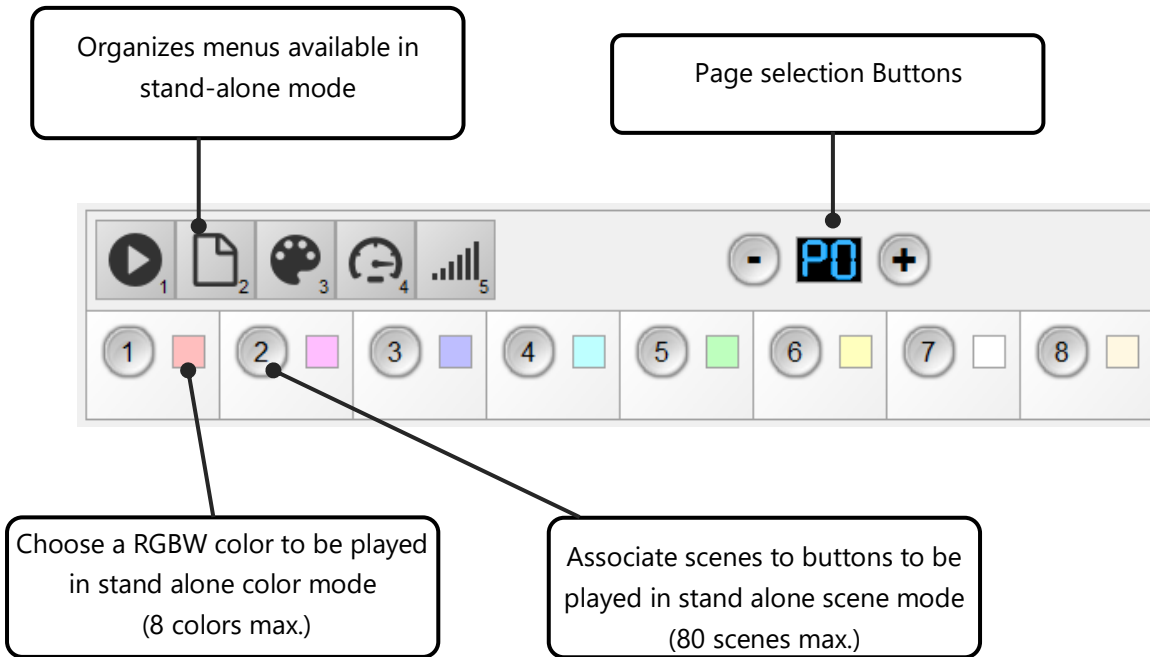 Organizes menus available in
stand-alone mode
Page selection Buttons
1 2 3 4 5
- P0 +
1 2 3 4 5 6 7 8
Choose a RGBW color to be played
in stand alone color mode
(8 colors max.)
Associate scenes to buttons to be
played in stand alone scene mode
(80 scenes max.)